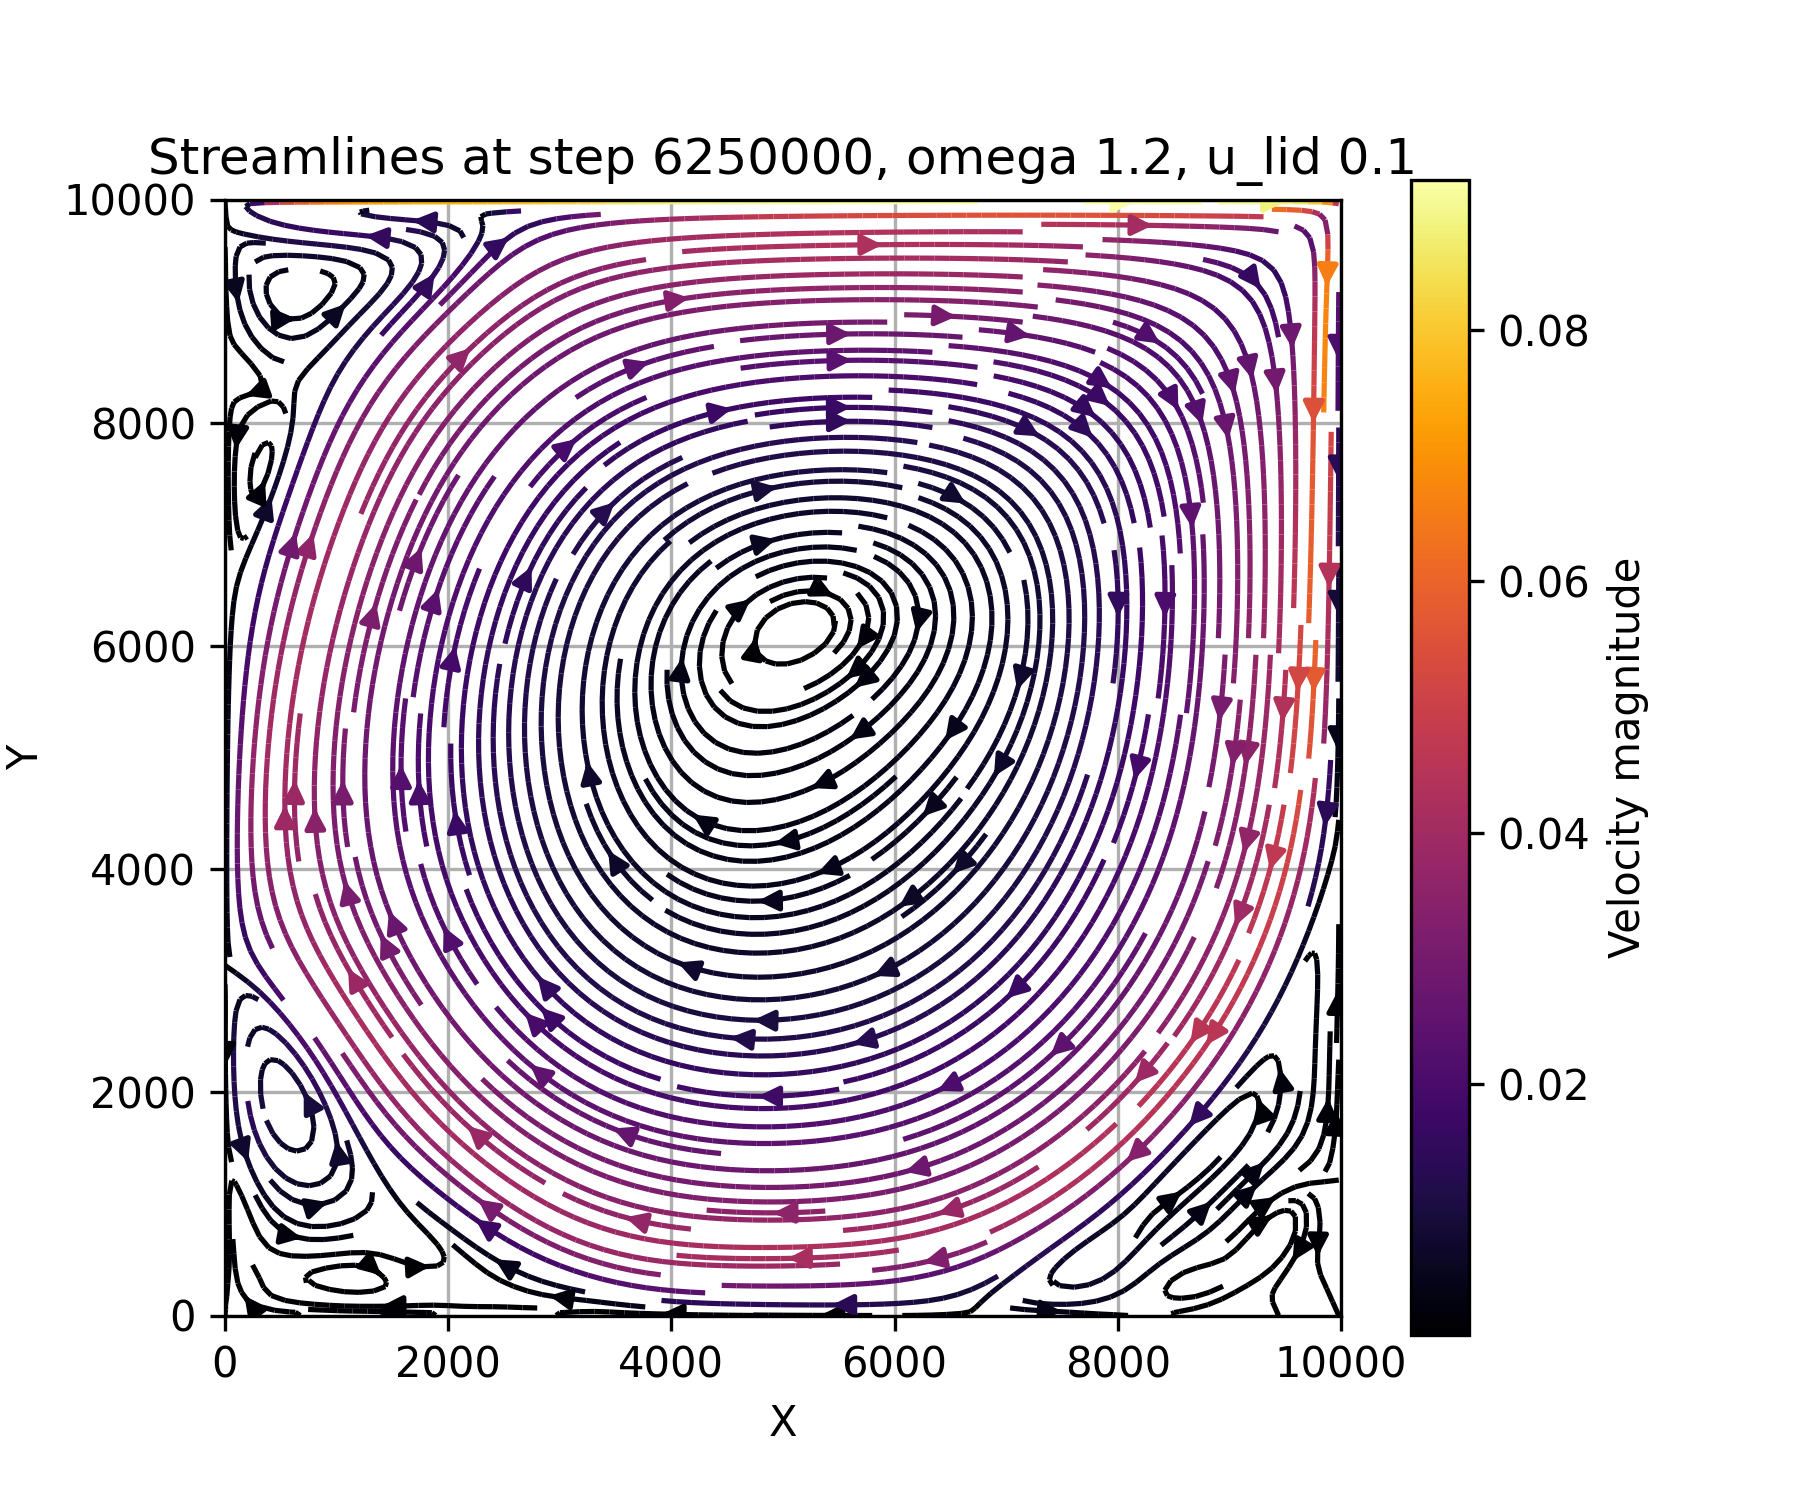 Streamlines at step 6250000, omega 1.2, u_lid 0.1
10000
8000
6000
4000
2000
0
Y
0 2000 4000 6000 8000 10000
X
0.08
0.06
0.04
0.02
Velocity magnitude